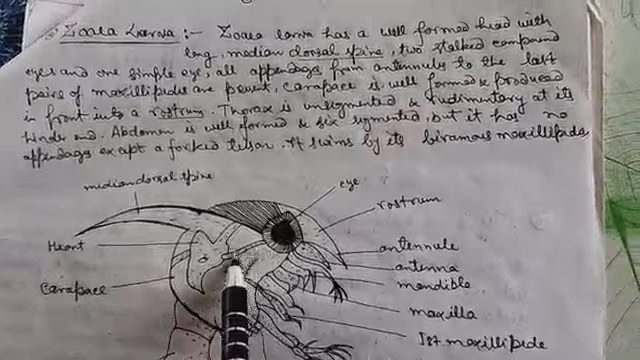 Zoaea Larva :- Zoaea larva has a well formed head with
long, median dorsal spine, two stalked compound
eyes and one simple eye, all appendages from antennules to the last
pairs of maxillipedes are present, carapace is well formed & produced
in front into a rostrum. Thorax is unsegmented & rudimentary at its
hinder end. Abdomen is well formed & six segmented, but it has no
appendages except a forked telson. It swims by its biramous maxillipeds
median dorsal spine
eye
rostrum
Heart
antennule
antenna
mandible
Carapace
maxilla
Ist maxillipede